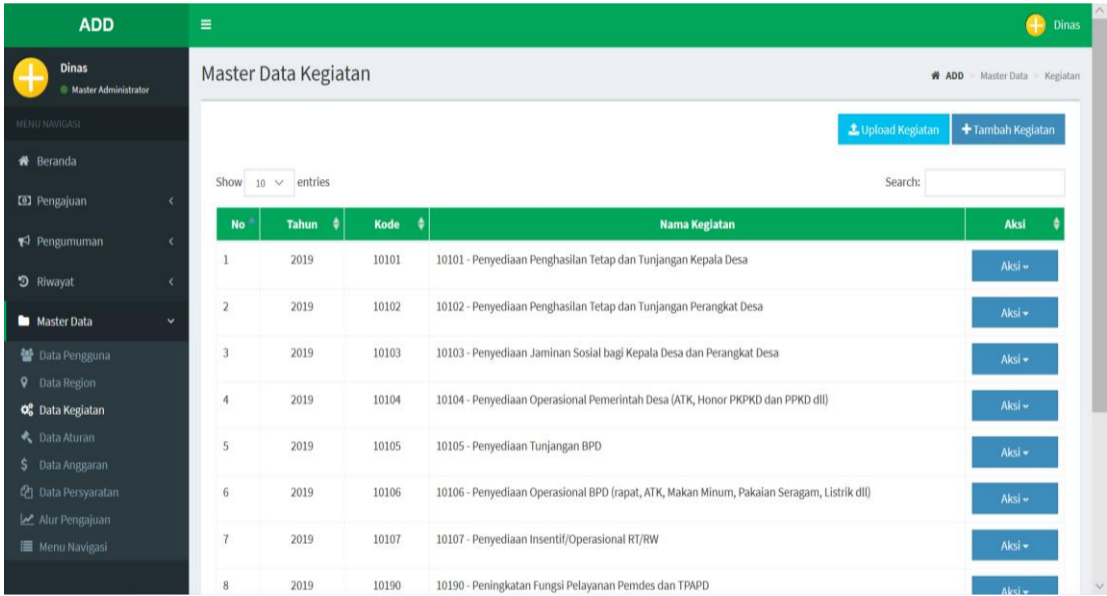 ADD
Dinas
Dinas
Master Administrator
MENU NAVIGASI
Beranda
Pengajuan
Pengumuman
Riwayat
Master Data
Data Pengguna
Data Region
Data Kegiatan
Data Aturan
Data Anggaran
Data Persyaratan
Alur Pengajuan
Menu Navigasi
Master Data Kegiatan
ADD > Master Data > Kegiatan
Upload Kegiatan
Tambah Kegiatan
Show 10 entries
Search:
No Tahun Kode Nama Kegiatan Aksi
1 2019 10101 10101 - Penyediaan Penghasilan Tetap dan Tunjangan Kepala Desa Aksi
2 2019 10102 10102 - Penyediaan Penghasilan Tetap dan Tunjangan Perangkat Desa Aksi
3 2019 10103 10103 - Penyediaan Jaminan Sosial bagi Kepala Desa dan Perangkat Desa Aksi
4 2019 10104 10104 - Penyediaan Operasional Pemerintah Desa (ATK, Honor PKPKD dan PPKD dll) Aksi
5 2019 10105 10105 - Penyediaan Tunjangan BPD Aksi
6 2019 10106 10106 - Penyediaan Operasional BPD (rapat, ATK, Makan Minum, Pakaian Seragam, Listrik dll) Aksi
7 2019 10107 10107 - Penyediaan Insentif/Operasional RT/RW Aksi
8 2019 10190 10190 - Peningkatan Fungsi Pelayanan Pemdes dan TPAPD Aksi